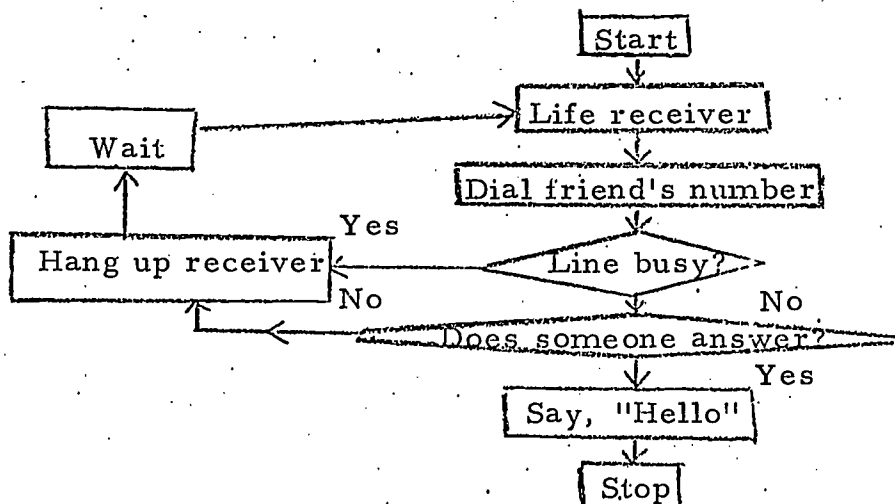 Start
Life receiver
Wait
Dial friend's number
Yes
Hang up receiver
Line busy?
No
No
Does someone answer?
Yes
Say, "Hello"
Stop